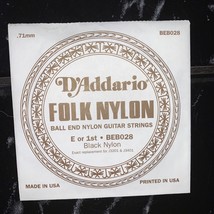 .71mm
BEB028
D'Addario
FOLK NYLON
BALL END NYLON GUITAR STRINGS
E or 1st • BEB028
Black Nylon
MADE IN USA
PRINTED IN USA